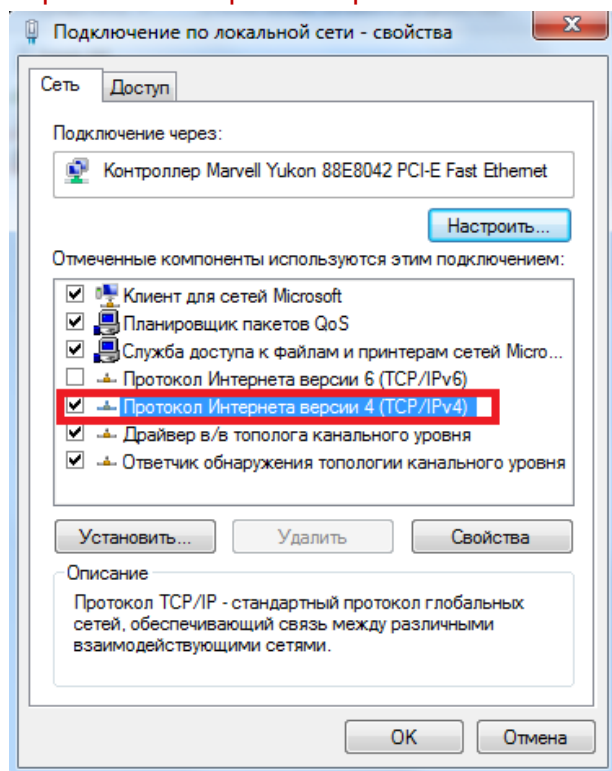 Подключение по локальной сети - свойства
Сеть
Доступ
Подключение через:
Контроллер Marvell Yukon 88E8042 PCI-E Fast Ethernet
Настроить...
Отмеченные компоненты используются этим подключением:
Клиент для сетей Microsoft
Планировщик пакетов QoS
Служба доступа к файлам и принтерам сетей Micro...
Протокол Интернета версии 6 (TCP/IPv6)
Протокол Интернета версии 4 (TCP/IPv4)
Драйвер в/в тополога канального уровня
Ответчик обнаружения топологии канального уровня
Установить...
Удалить
Свойства
Описание
Протокол TCP/IP - стандартный протокол глобальных
сетей, обеспечивающий связь между различными
взаимодействующими сетями.
OK
Отмена